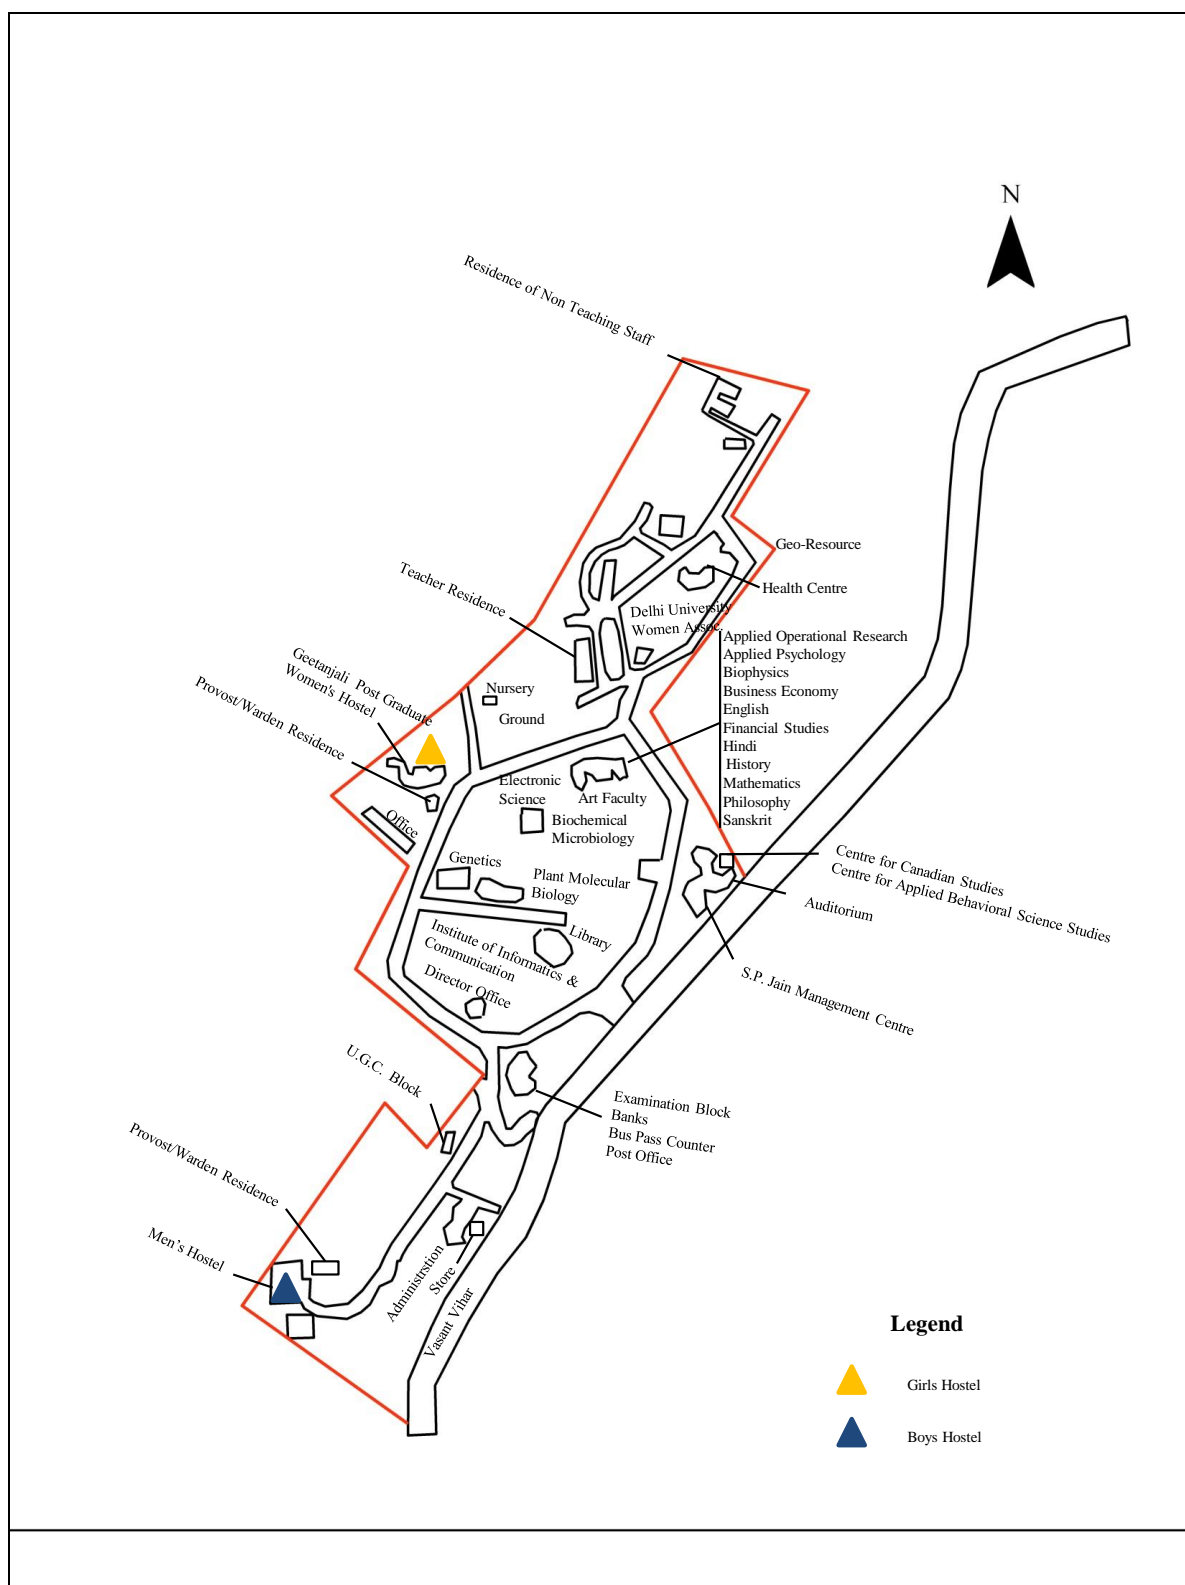 N
Residence of Non Teaching Staff
Geo-Resource
Health Centre
Teacher Residence
Delhi University
Women Assoc.
Applied Operational Research
Applied Psychology
Biophysics
Business Economy
English
Financial Studies
Hindi
History
Mathematics
Philosophy
Sanskrit
Geetanjali Post Graduate
Women's Hostel
Provost/Warden Residence
Nursery
Ground
Electronic
Science
Art Faculty
Biochemical
Microbiology
Office
Genetics
Plant Molecular
Biology
Centre for Canadian Studies
Centre for Applied Behavioral Science Studies
Auditorium
S.P. Jain Management Centre
Library
Institute of Informatics &
Communication
Director Office
U.G.C. Block
Examination Block
Banks
Bus Pass Counter
Post Office
Provost/Warden Residence
Men's Hostel
Administrstion
Store
Vasant Vihar
Legend
Girls Hostel
Boys Hostel